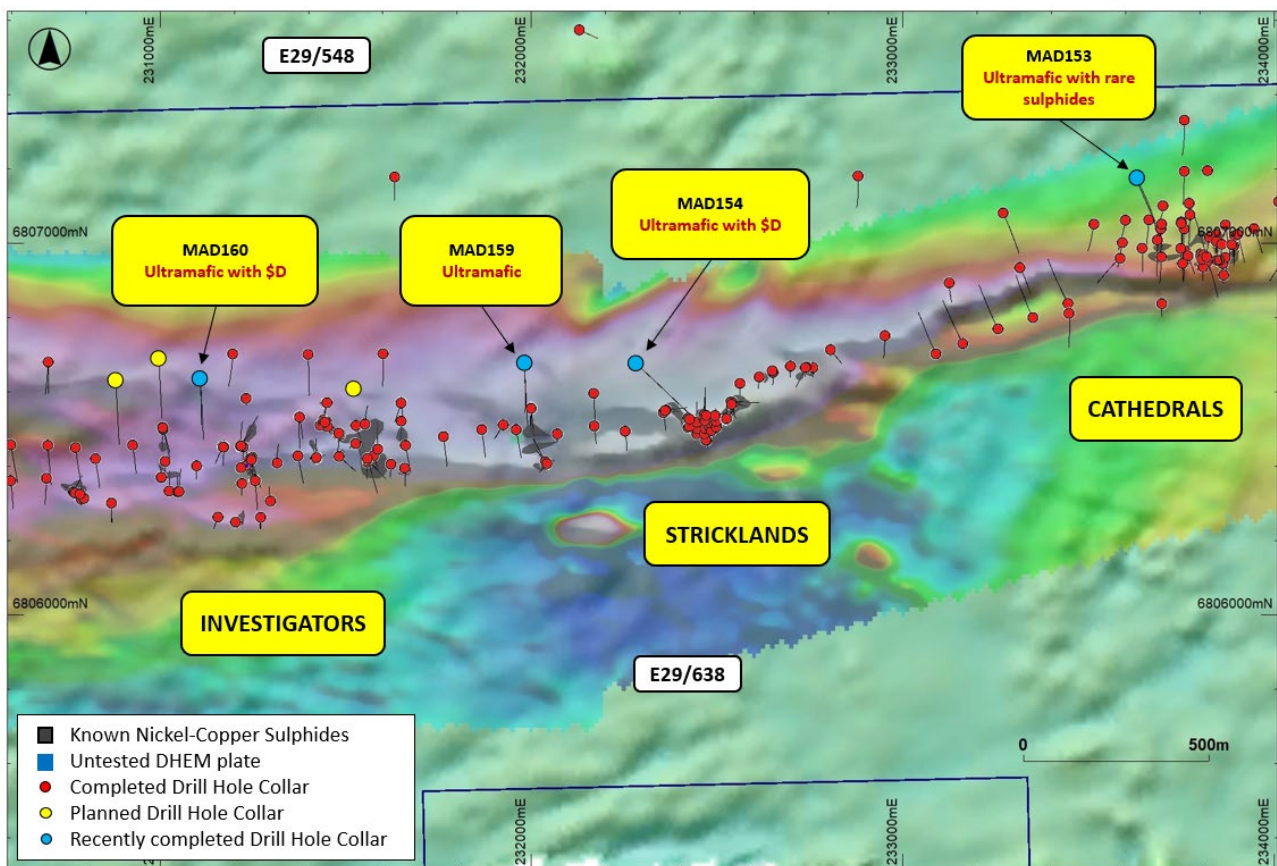 231000mE
232000mE
233000mE
234000mE
E29/548
MAD153
Ultramafic with rare
sulphides
MAD154
Ultramafic with $D
MAD160
Ultramafic with $D
MAD159
Ultramafic
6807000mN
6807000mN
CATHEDRALS
STRICKLANDS
INVESTIGATORS
6806000mN
6806000mN
E29/638
Known Nickel-Copper Sulphides
Untested DHEM plate
Completed Drill Hole Collar
Planned Drill Hole Collar
Recently completed Drill Hole Collar
0 500m
232000mE
233000mE
234000mE